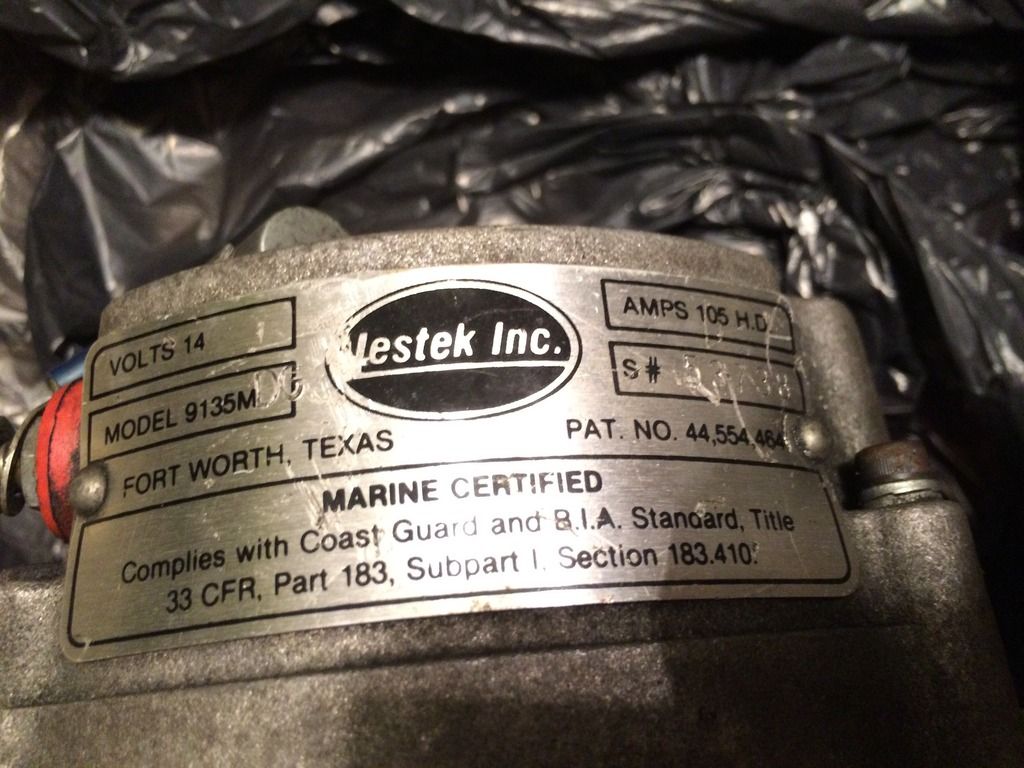 VOLTS 14
lestek Inc.
AMPS 105 H.D.
MODEL 9135M
S #
FORT WORTH, TEXAS
PAT. NO. 44,554,464
MARINE CERTIFIED
Complies with Coast Guard and B.I.A. Standard, Title
33 CFR, Part 183, Subpart I, Section 183.410.